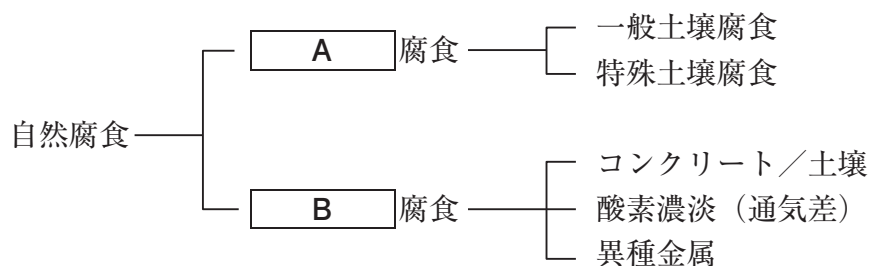 一般土壌腐食
A 腐食
特殊土壌腐食
自然腐食
コンクリート／土壌
B 腐食
酸素濃淡（通気差）
異種金属